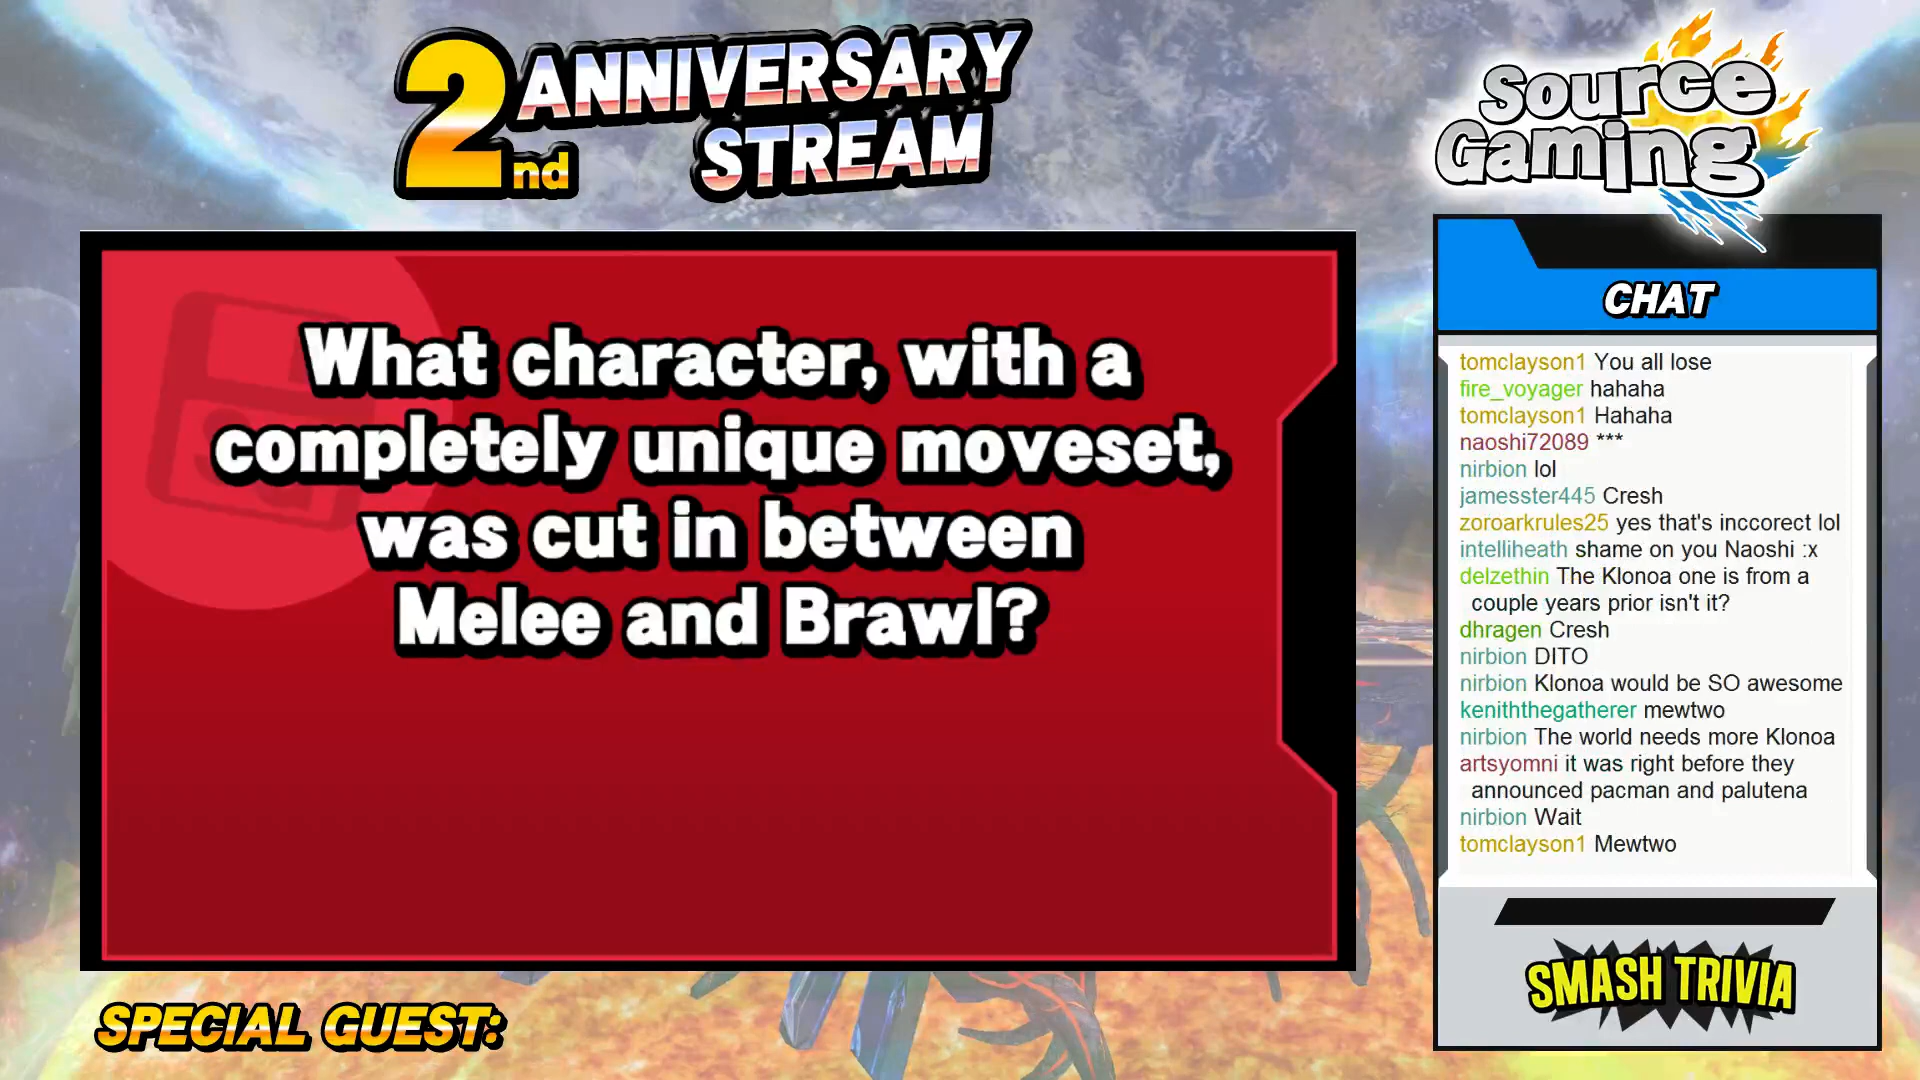 2nd ANNIVERSARY
STREAM
Source
Gaming
What character, with a
completely unique moveset,
was cut in between
Melee and Brawl?
CHAT
tomclayson1 You all lose
fire_voyager hahaha
tomclayson1 Hahaha
naoshi72089 ***
nirbion lol
jamesster445 Cresh
zoroarkrules25 yes that's inccorect lol
intelliheath shame on you Naoshi :x
delzethin The Klonoa one is from a
couple years prior isn't it?
dhragen Cresh
nirbion DITO
nirbion Klonoa would be SO awesome
keniththegatherer mewtwo
nirbion The world needs more Klonoa
artsyomni it was right before they
announced pacman and palutena
nirbion Wait
tomclayson1 Mewtwo
SMASH TRIVIA
SPECIAL GUEST: